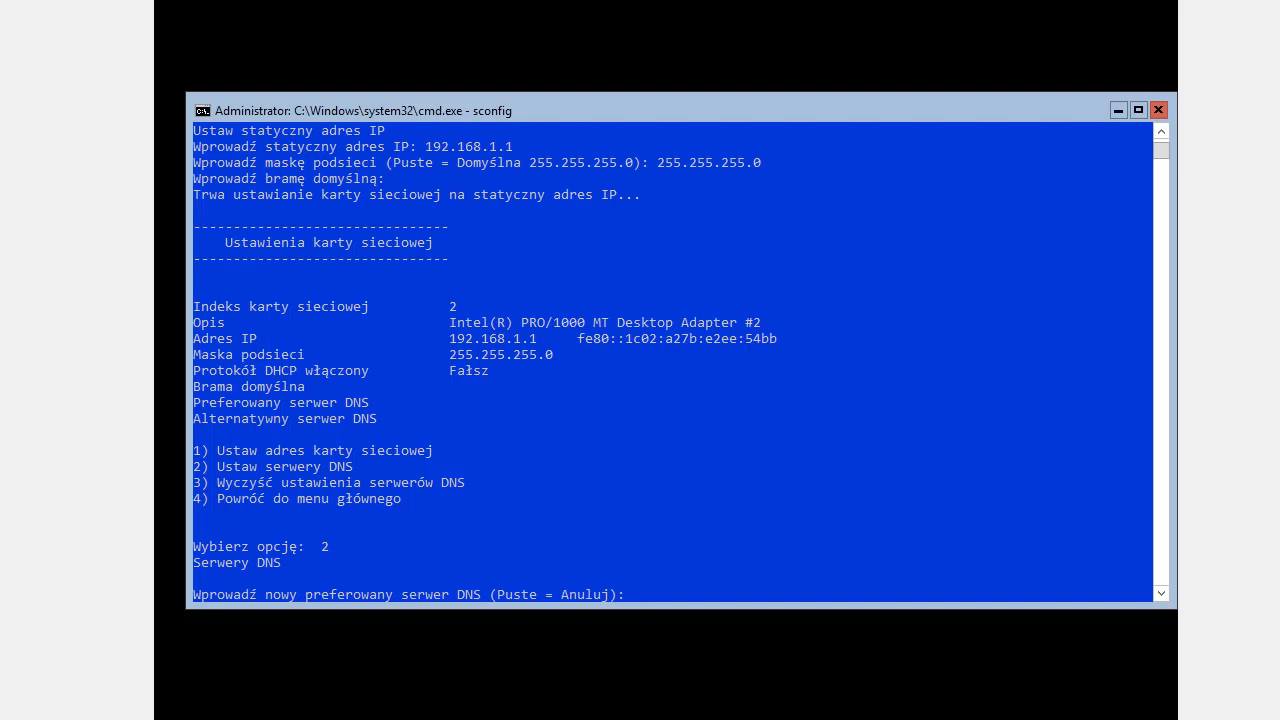 Administrator: C:\Windows\system32\cmd.exe - sconfig
Ustaw statyczny adres IP
Wprowadź statyczny adres IP: 192.168.1.1
Wprowadź maskę podsieci (Puste = Domyślna 255.255.255.0): 255.255.255.0
Wprowadź bramę domyślną:
Trwa ustawianie karty sieciowej na statyczny adres IP...
--------------------------------
Ustawienia karty sieciowej
--------------------------------
Indeks karty sieciowej 2
Opis Intel(R) PRO/1000 MT Desktop Adapter #2
Adres IP 192.168.1.1 fe80::1c02:a27b:e2ee:54bb
Maska podsieci 255.255.255.0
Protokół DHCP włączony Fałsz
Brama domyślna
Preferowany serwer DNS
Alternatywny serwer DNS
1) Ustaw adres karty sieciowej
2) Ustaw serwery DNS
3) Wyczyść ustawienia serwerów DNS
4) Powróć do menu głównego
Wybierz opcję: 2
Serwery DNS
Wprowadź nowy preferowany serwer DNS (Puste = Anuluj):